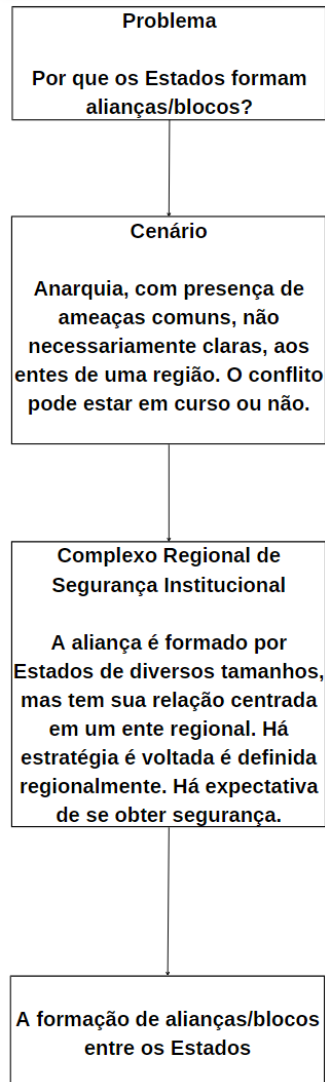 Problema
Por que os Estados formam
alianças/blocos?
Cenário
Anarquia, com presença de
ameaças comuns, não
necessariamente claras, aos
entes de uma região. O conflito
pode estar em curso ou não.
Complexo Regional de
Segurança Institucional
A aliança é formado por
Estados de diversos tamanhos,
mas tem sua relação centrada
em um ente regional. Há
estratégia é voltada é definida
regionalmente. Há expectativa
de se obter segurança.
A formação de alianças/blocos
entre os Estados